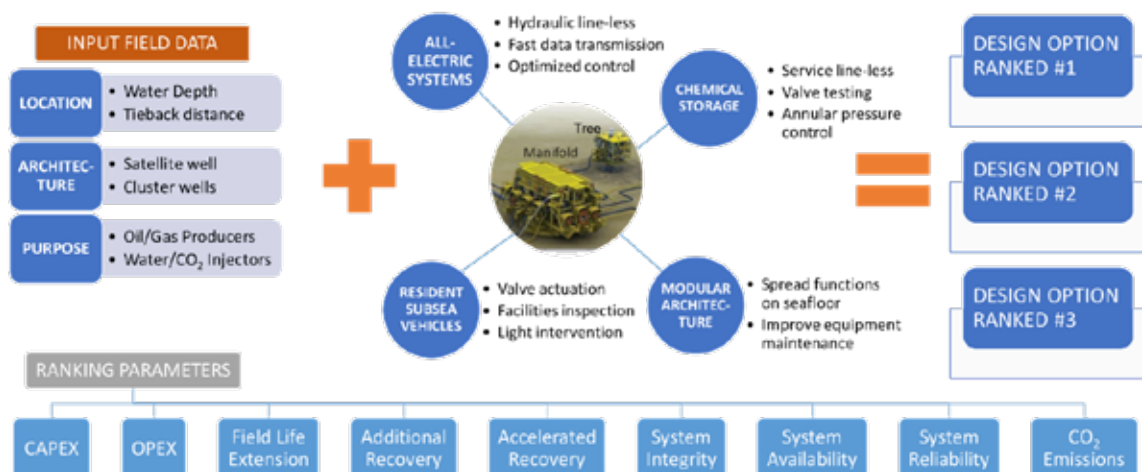 INPUT FIELD DATA
LOCATION
• Water Depth
• Tieback distance
ARCHITEC-
TURE
• Satellite well
• Cluster wells
PURPOSE
• Oil/Gas Producers
• Water/CO₂ Injectors
ALL-
ELECTRIC
SYSTEMS
• Hydraulic line-less
• Fast data transmission
• Optimized control
CHEMICAL
STORAGE
• Service line-less
• Valve testing
• Annular pressure
control
Tree
Manifold
RESIDENT
SUBSEA
VEHICLES
• Valve actuation
• Facilities inspection
• Light intervention
MODULAR
ARCHITEC-
TURE
• Spread functions
on seafloor
• Improve equipment
maintenance
DESIGN OPTION
RANKED #1
DESIGN OPTION
RANKED #2
DESIGN OPTION
RANKED #3
RANKING PARAMETERS
CAPEX
OPEX
Field Life
Extension
Additional
Recovery
Accelerated
Recovery
System
Integrity
System
Availability
System
Reliability
CO₂
Emissions